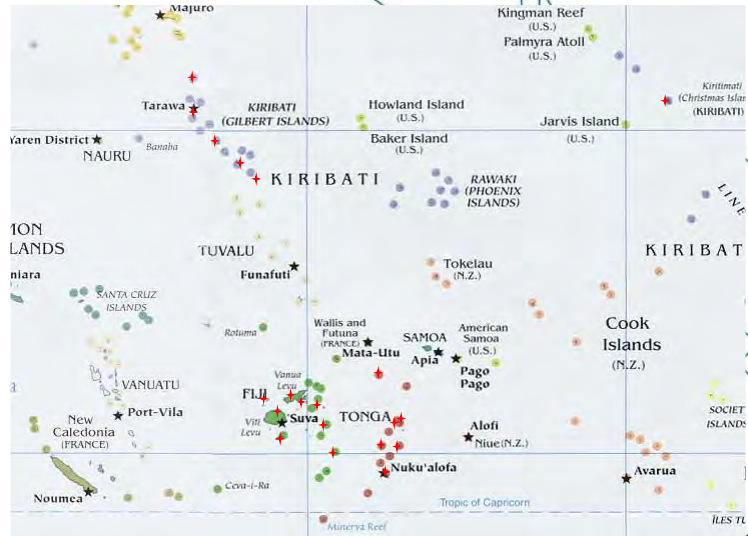 Majuro
Kingman Reef
(U.S.)
Palmyra Atoll
(U.S.)
Kiritimati
(Christmas Islan
(KIRIBATI)
Tarawa
KIRIBATI
(GILBERT ISLANDS)
Howland Island
(U.S.)
Jarvis Island
(U.S.)
Baker Island
(U.S.)
Yaren District
NAURU
Banaba
KIRIBATI
RAWAKI
(PHOENIX
ISLANDS)
LINE
MON
LANDS
niara
TUVALU
Funafuti
KIRIBAT
Tokelau
(N.Z.)
SANTA CRUZ
ISLANDS
Rotuma
Wallis and
Futuna
(FRANCE)
Mata-Utu
SAMOA
Apia
American
Samoa
(U.S.)
Pago
Pago
Cook
Islands
(N.Z.)
VANUATU
Port-Vila
Vanua
Levu
FIJI
Suva
Viti
Levu
TONGA
Alofi
Niue(N.Z.)
SOCIET
ISLANDS
New
Caledonia
(FRANCE)
Noumea
Ceva-i-Ra
Nuku'alofa
Avarua
Tropic of Capricorn
Minerva Reef
ÎLES TU